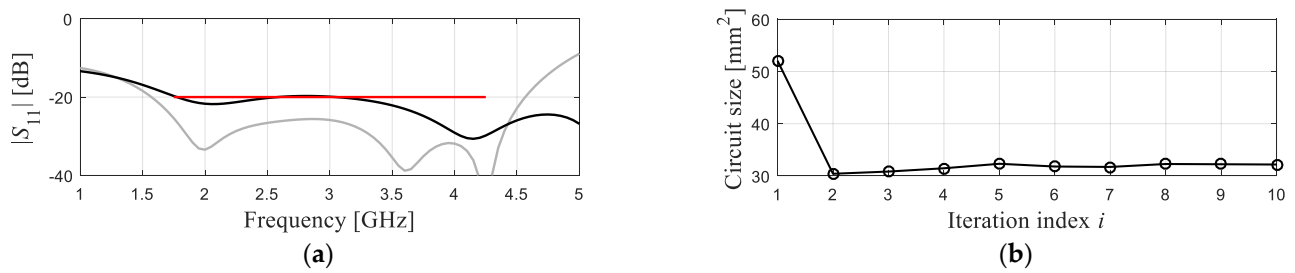 0
-20
-40
|S11| [dB]
1 1.5 2 2.5 3 3.5 4 4.5 5
Frequency [GHz]
(a)
60
50
40
30
Circuit size [mm2]
1 2 3 4 5 6 7 8 9 10
Iteration index i
(b)